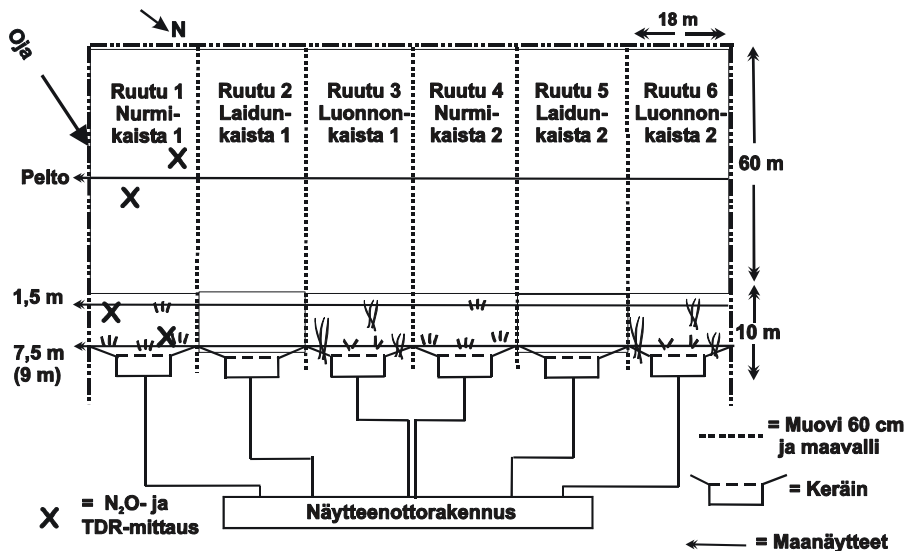 N
18 m
Oja
Ruutu 1
Nurmi-
kaista 1
Ruutu 2
Laidun-
kaista 1
Ruutu 3
Luonnon-
kaista 1
Ruutu 4
Nurmi-
kaista 2
Ruutu 5
Laidun-
kaista 2
Ruutu 6
Luonnon-
kaista 2
60 m
Pelto
1,5 m
10 m
7,5 m
(9 m)
= Muovi 60 cm
ja maavalli
= Keräin
= N₂O- ja
TDR-mittaus
Näytteenottorakennus
= Maanäytteet